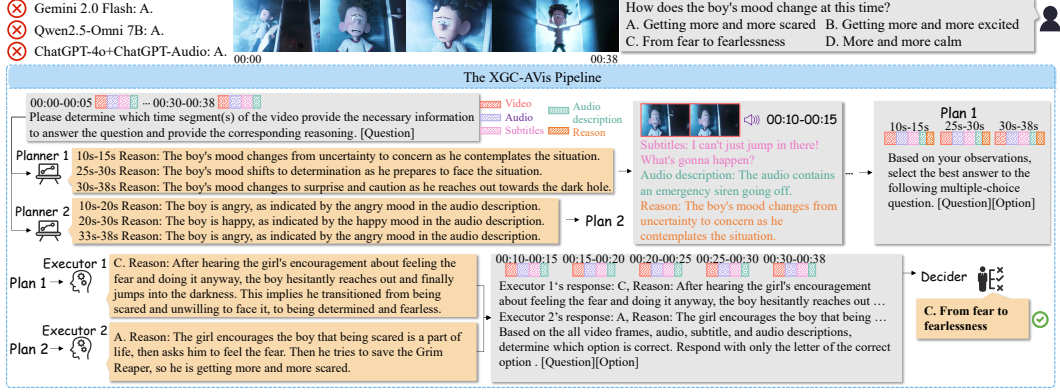 Gemini 2.0 Flash: A.
Qwen2.5-Omni 7B: A.
ChatGPT-4o+ChatGPT-Audio: A.
00:00
00:38
How does the boy's mood change at this time?
A. Getting more and more scared B. Getting more and more excited
C. From fear to fearlessness D. More and more calm
The XGC-AVis Pipeline
00:00-00:05 ··· 00:30-00:38
Please determine which time segment(s) of the video provide the necessary information
to answer the question and provide the corresponding reasoning. [Question]
Video
Audio
Subtitles
Audio
description
Reason
Planner 1
10s-15s Reason: The boy's mood changes from uncertainty to concern as he contemplates the situation.
25s-30s Reason: The boy's mood shifts to determination as he prepares to face the situation.
30s-38s Reason: The boy's mood changes to surprise and caution as he reaches out towards the dark hole.
Planner 2
10s-20s Reason: The boy is angry, as indicated by the angry mood in the audio description.
20s-30s Reason: The boy is happy, as indicated by the happy mood in the audio description.
33s-38s Reason: The boy is angry, as indicated by the angry mood in the audio description.
Plan 2
00:10-00:15
Subtitles: I can't just jump in there!
What's gonna happen?
Audio description: The audio contains
an emergency siren going off.
Reason: The boy's mood changes from
uncertainty to concern as he
contemplates the situation.
...
Plan 1
10s-15s 25s-30s 30s-38s
Based on your observations,
select the best answer to the
following multiple-choice
question. [Question][Option]
Executor 1
Plan 1
C. Reason: After hearing the girl's encouragement about feeling the
fear and doing it anyway, the boy hesitantly reaches out and finally
jumps into the darkness. This implies he transitioned from being
scared and unwilling to face it, to being determined and fearless.
Executor 2
Plan 2
A. Reason: The girl encourages the boy that being scared is a part of
life, then asks him to feel the fear. Then he tries to save the Grim
Reaper, so he is getting more and more scared.
00:10-00:15 00:15-00:20 00:20-00:25 00:25-00:30 00:30-00:38
Executor 1's response: C, Reason: After hearing the girl's encouragement
about feeling the fear and doing it anyway, the boy hesitantly reaches out …
Executor 2's response: A, Reason: The girl encourages the boy that being …
Based on the all video frames, audio, subtitle, and audio descriptions,
determine which option is correct. Respond with only the letter of the correct
option . [Question][Option]
Decider
C. From fear to
fearlessness